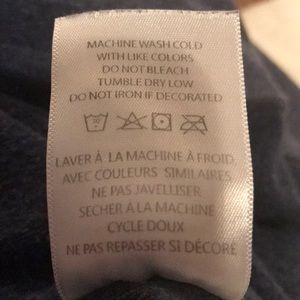 MACHINE WASH COLD
WITH LIKE COLORS
DO NOT BLEACH
TUMBLE DRY LOW
DO NOT IRON IF DECORATED
LAVER À LA MACHINE À FROID,
AVEC COULEURS SIMILAIRES
NE PAS JAVELLISER
SECHER A LA MACHINE
CYCLE DOUX
NE PAS REPASSER SI DÉCORÉ